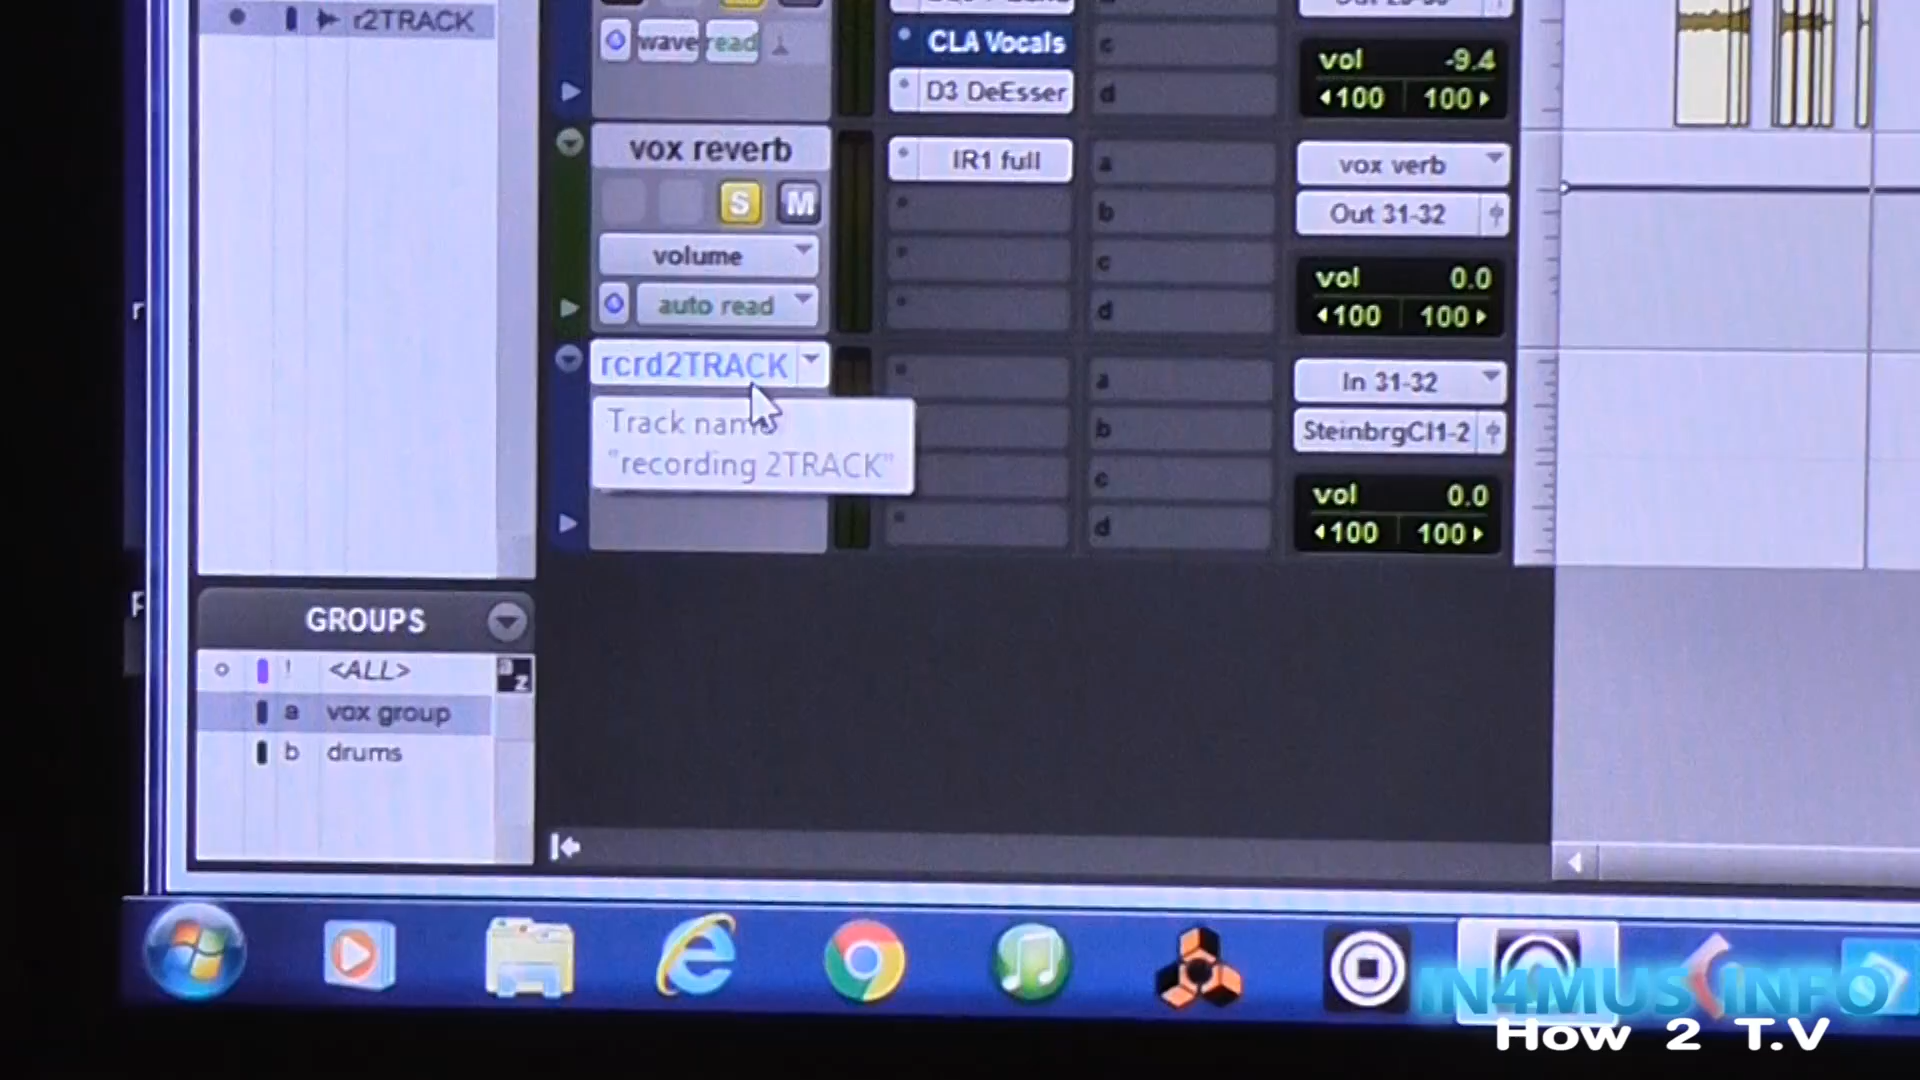 r2TRACK
wave read
CLA Vocals
c
vol -9.4
D3 DeEsser
d
100 100
vox reverb
IR1 full
a
vox verb
S M
b
Out 31-32
volume
c
vol 0.0
auto read
d
100 100
rcrd2TRACK
a
In 31-32
Track name
"recording 2TRACK"
b
SteinbrgCI1-2
c
vol 0.0
d
100 100
GROUPS
! <ALL>
a z
a vox group
b drums
IN4MUS INFO
How 2 T.V